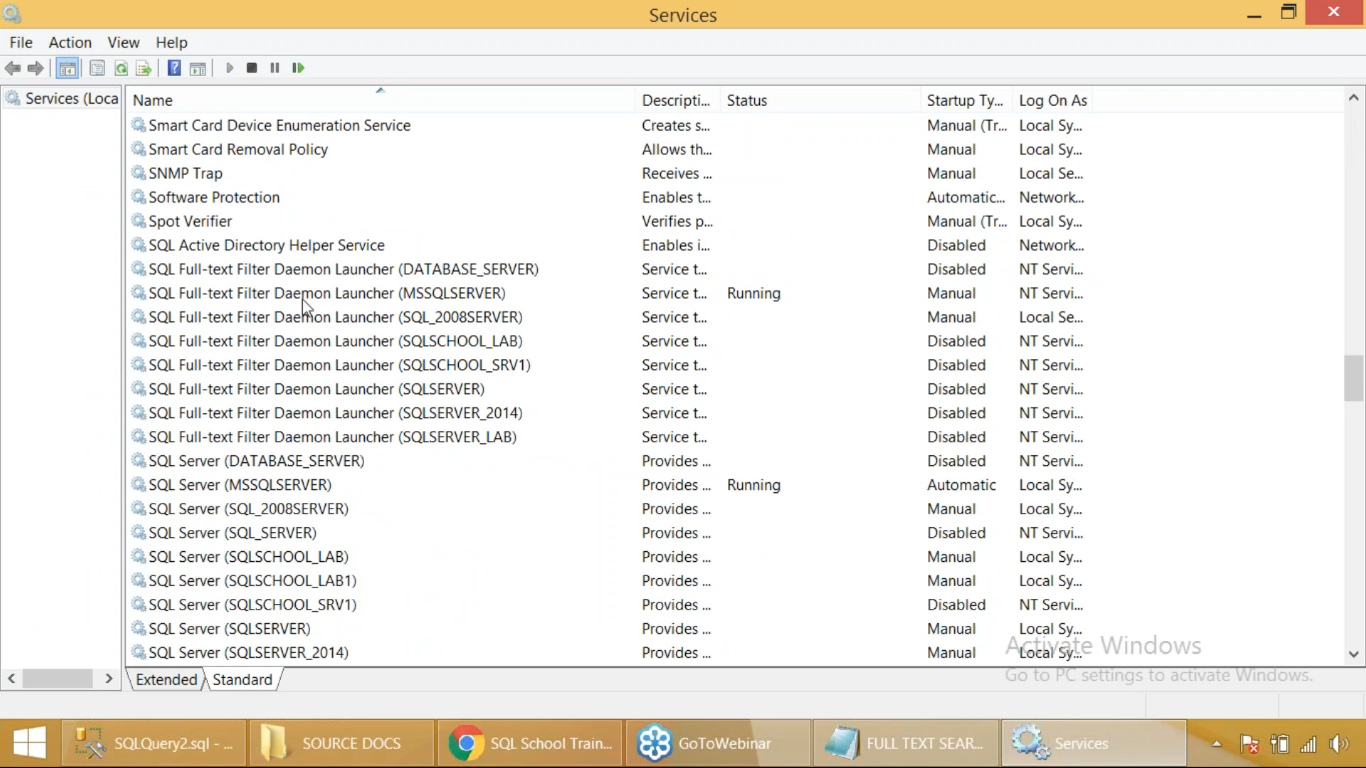 Services
File Action View Help
Services (Loca
Name Descripti... Status Startup Ty... Log On As
Smart Card Device Enumeration Service Creates s... Manual (Tr... Local Sy...
Smart Card Removal Policy Allows th... Manual Local Sy...
SNMP Trap Receives ... Manual Local Se...
Software Protection Enables t... Automatic... Network...
Spot Verifier Verifies p... Manual (Tr... Local Sy...
SQL Active Directory Helper Service Enables i... Disabled Network...
SQL Full-text Filter Daemon Launcher (DATABASE_SERVER) Service t... Disabled NT Servi...
SQL Full-text Filter Daemon Launcher (MSSQLSERVER) Service t... Running Manual NT Servi...
SQL Full-text Filter Daemon Launcher (SQL_2008SERVER) Service t... Manual Local Se...
SQL Full-text Filter Daemon Launcher (SQLSCHOOL_LAB) Service t... Disabled NT Servi...
SQL Full-text Filter Daemon Launcher (SQLSCHOOL_SRV1) Service t... Disabled NT Servi...
SQL Full-text Filter Daemon Launcher (SQLSERVER) Service t... Disabled NT Servi...
SQL Full-text Filter Daemon Launcher (SQLSERVER_2014) Service t... Disabled NT Servi...
SQL Full-text Filter Daemon Launcher (SQLSERVER_LAB) Service t... Disabled NT Servi...
SQL Server (DATABASE_SERVER) Provides ... Disabled NT Servi...
SQL Server (MSSQLSERVER) Provides ... Running Automatic Local Sy...
SQL Server (SQL_2008SERVER) Provides ... Manual Local Sy...
SQL Server (SQL_SERVER) Provides ... Disabled NT Servi...
SQL Server (SQLSCHOOL_LAB) Provides ... Manual Local Sy...
SQL Server (SQLSCHOOL_LAB1) Provides ... Manual Local Sy...
SQL Server (SQLSCHOOL_SRV1) Provides ... Disabled NT Servi...
SQL Server (SQLSERVER) Provides ... Manual Local Sy...
SQL Server (SQLSERVER_2014) Provides ... Manual Local Sy...
Activate Windows
Go to PC settings to activate Windows.
Extended Standard
SQLQuery2.sql - ... SOURCE DOCS SQL School Train... GoToWebinar FULL TEXT SEAR... Services